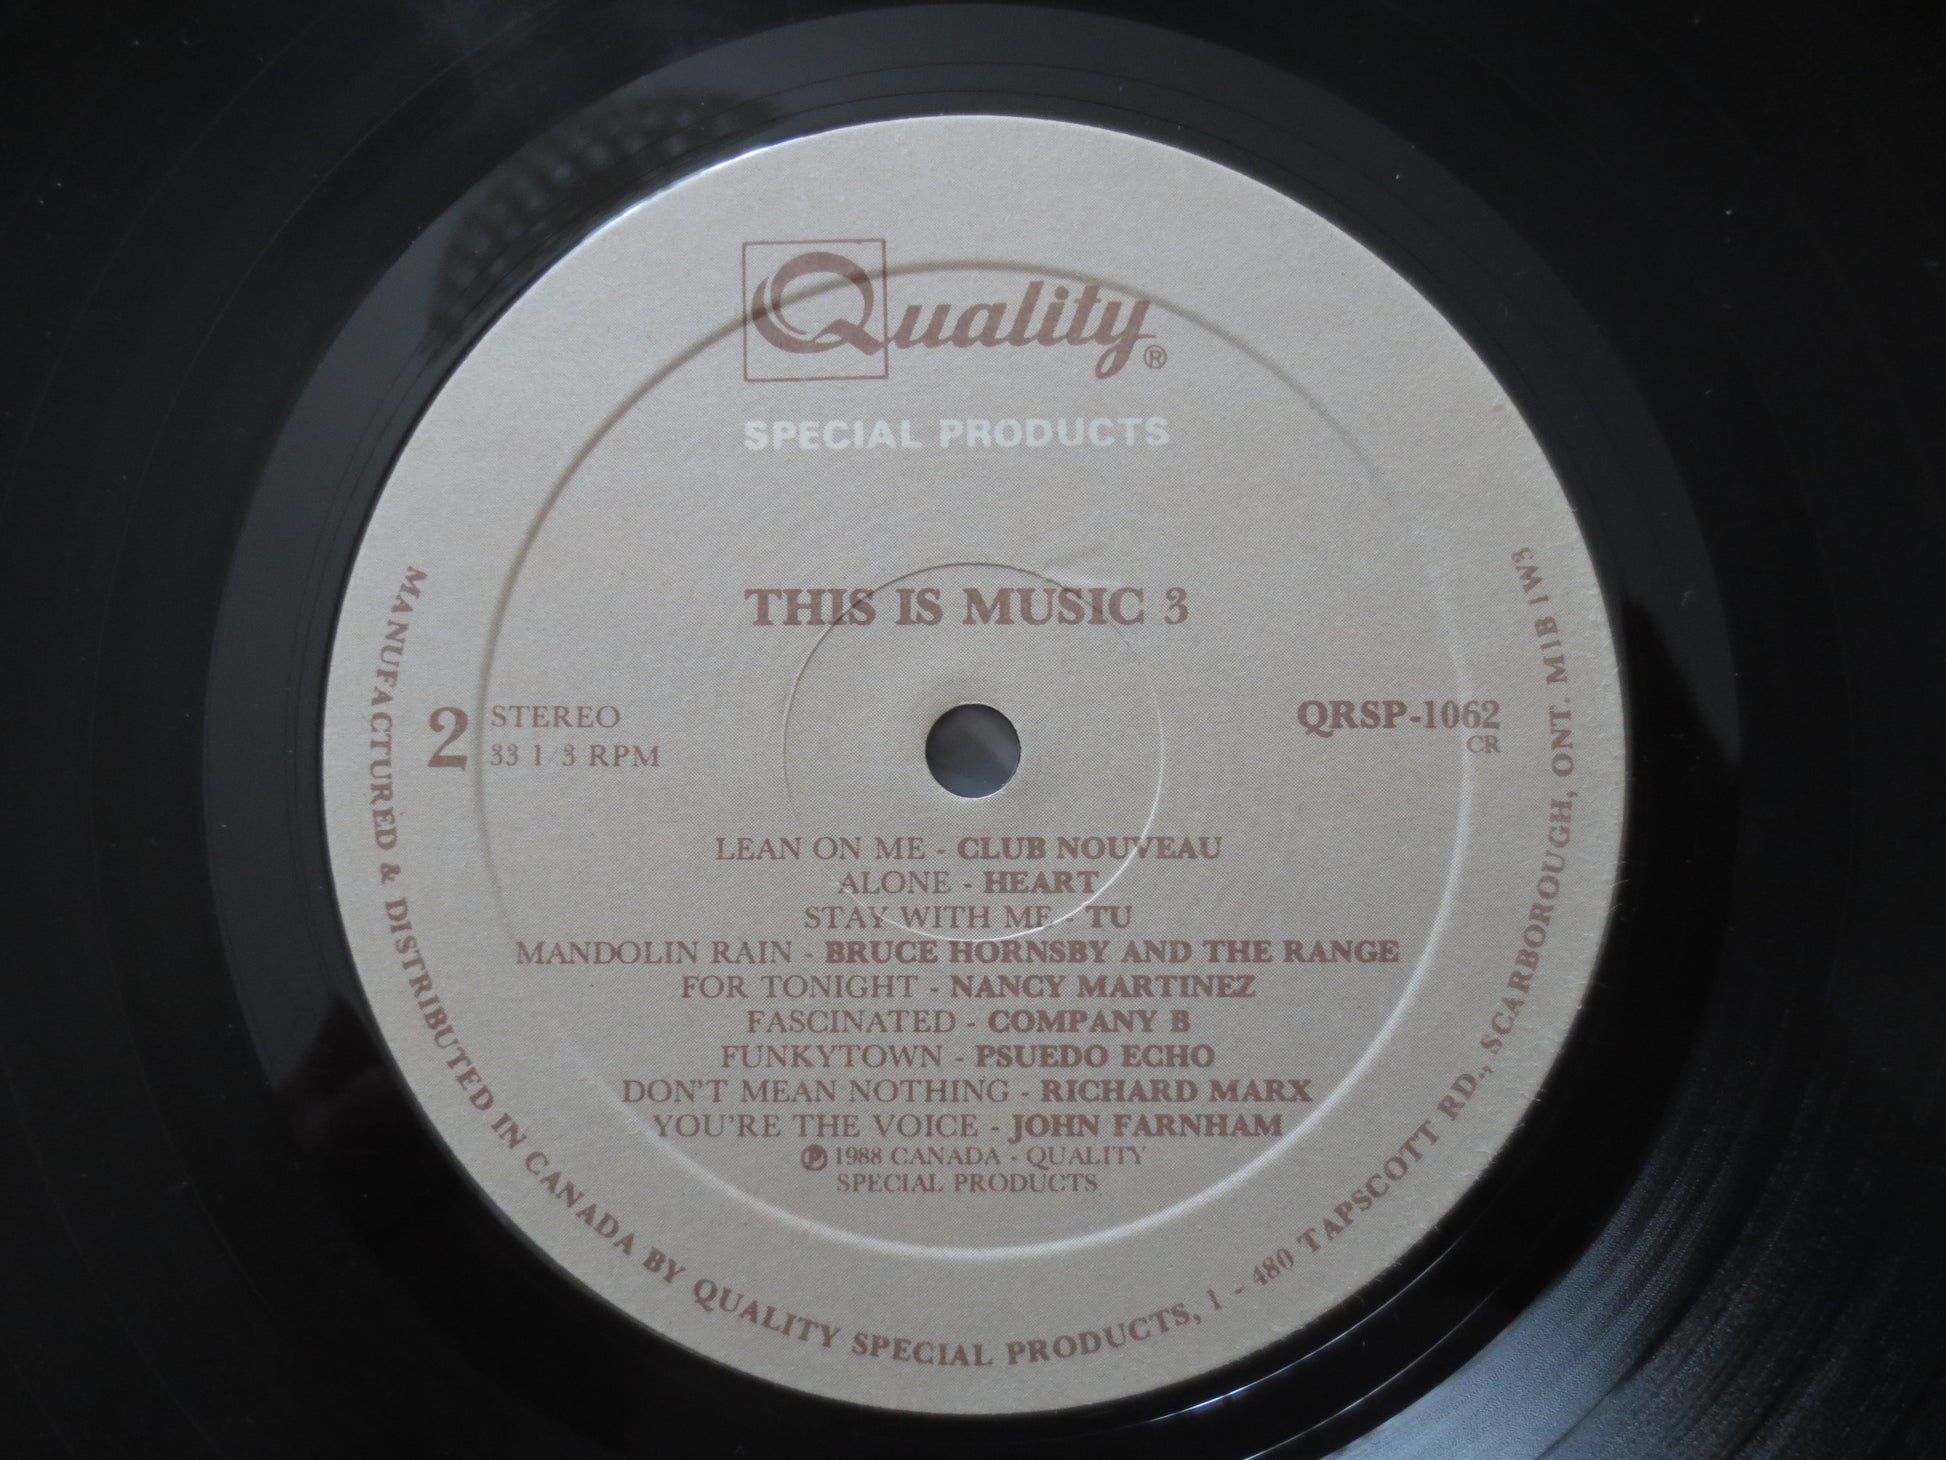 Quality®
SPECIAL PRODUCTS
THIS IS MUSIC 3
2 STEREO
33 1/3 RPM
QRSP-1062
CR
LEAN ON ME - CLUB NOUVEAU
ALONE - HEART
STAY WITH ME - TU
MANDOLIN RAIN - BRUCE HORNSBY AND THE RANGE
FOR TONIGHT - NANCY MARTINEZ
FASCINATED - COMPANY B
FUNKYTOWN - PSUEDO ECHO
DON'T MEAN NOTHING - RICHARD MARX
YOU'RE THE VOICE - JOHN FARNHAM
℗ 1988 CANADA - QUALITY
SPECIAL PRODUCTS
MANUFACTURED & DISTRIBUTED IN CANADA BY QUALITY SPECIAL PRODUCTS, 1 - 480 TAPSCOTT RD., SCARBOROUGH, ONT. M1B 1W3